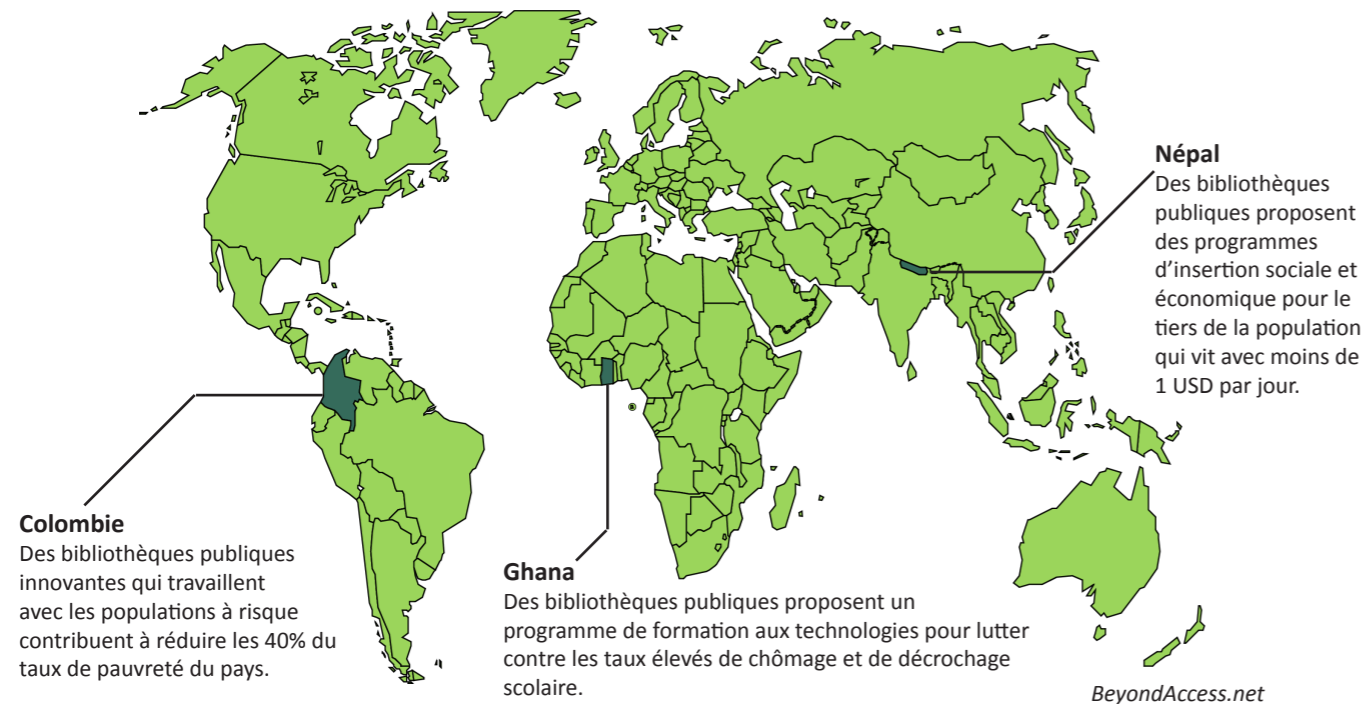 Népal
Des bibliothèques
publiques proposent
des programmes
d’insertion sociale et
économique pour le
tiers de la population
qui vit avec moins de
1 USD par jour.
Colombie
Des bibliothèques publiques
innovantes qui travaillent
avec les populations à risque
contribuent à réduire les 40% du
taux de pauvreté du pays.
Ghana
Des bibliothèques publiques proposent un
programme de formation aux technologies pour lutter
contre les taux élevés de chômage et de décrochage
scolaire.
BeyondAccess.net